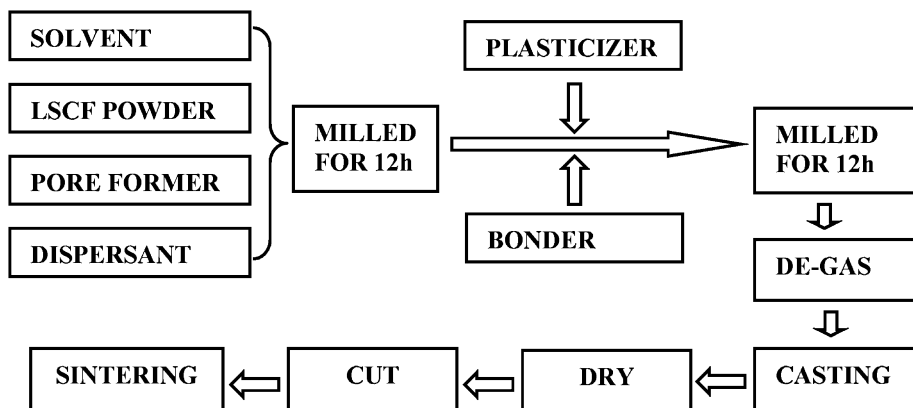 SOLVENT
LSCF POWDER
PORE FORMER
DISPERSANT
MILLED
FOR 12h
PLASTICIZER
BONDER
MILLED
FOR 12h
DE-GAS
CASTING
DRY
CUT
SINTERING